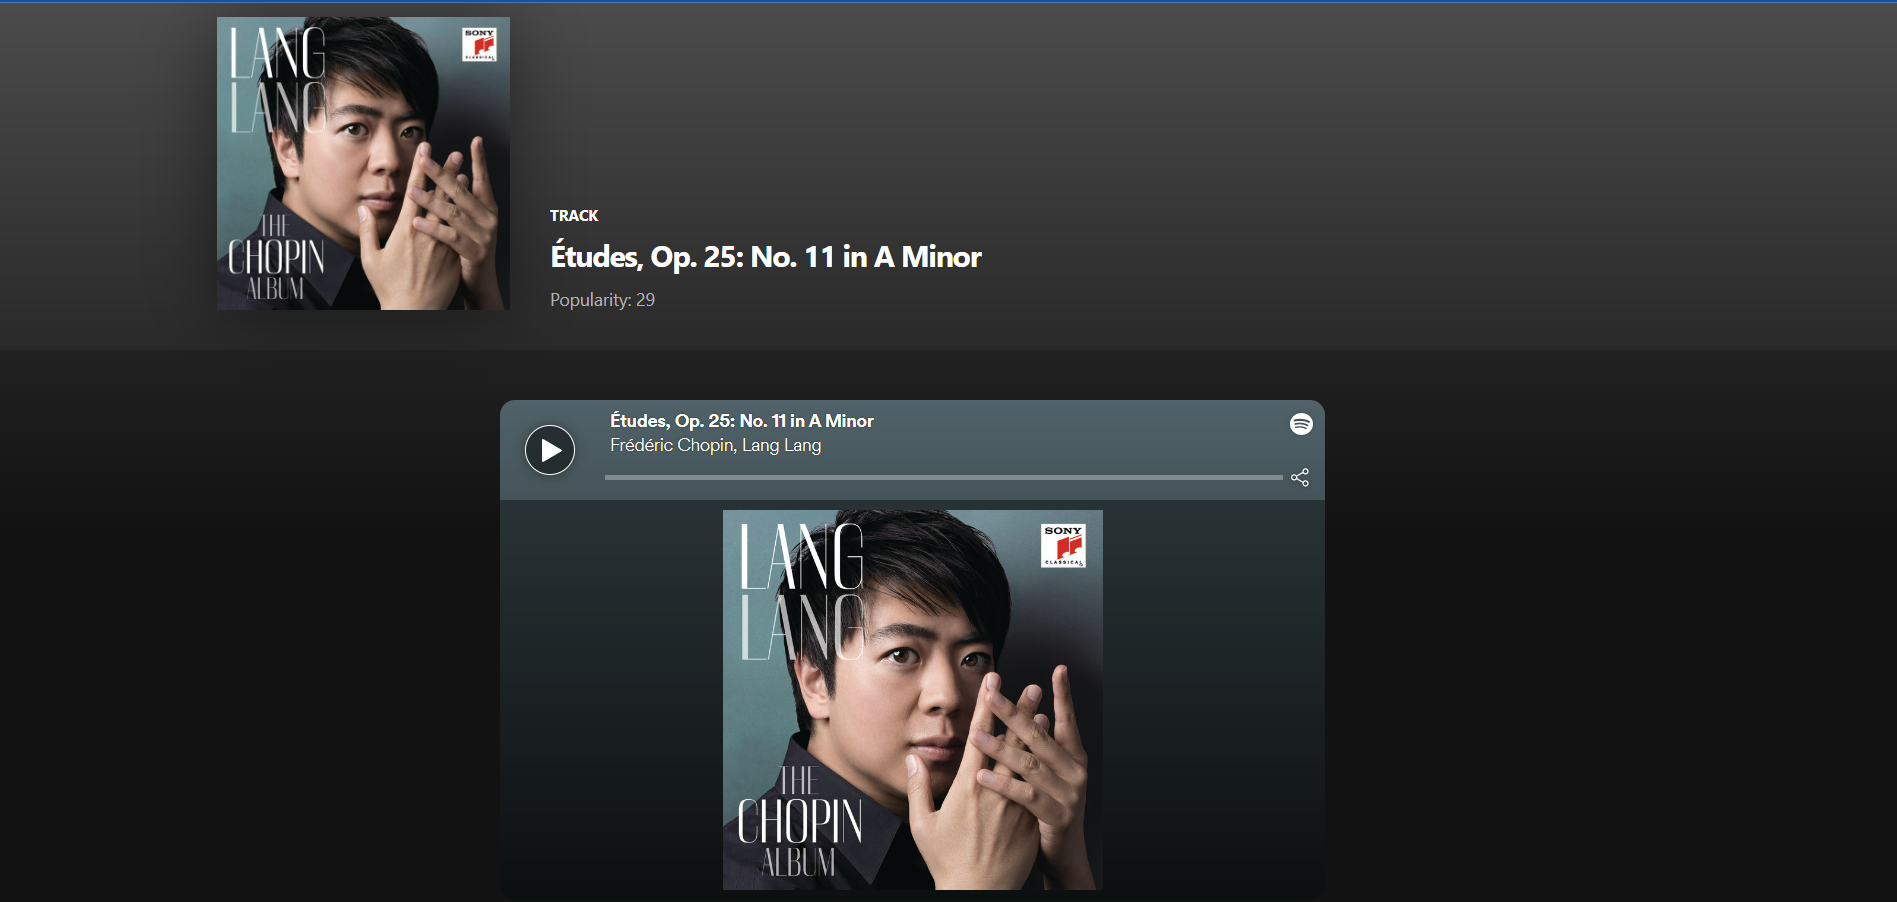 LANG
LANG
SONY
CLASSICAL
THE
CHOPIN
ALBUM
TRACK
Études, Op. 25: No. 11 in A Minor
Popularity: 29
Études, Op. 25: No. 11 in A Minor
Frédéric Chopin, Lang Lang
LANG
LANG
SONY
CLASSICAL
THE
CHOPIN
ALBUM